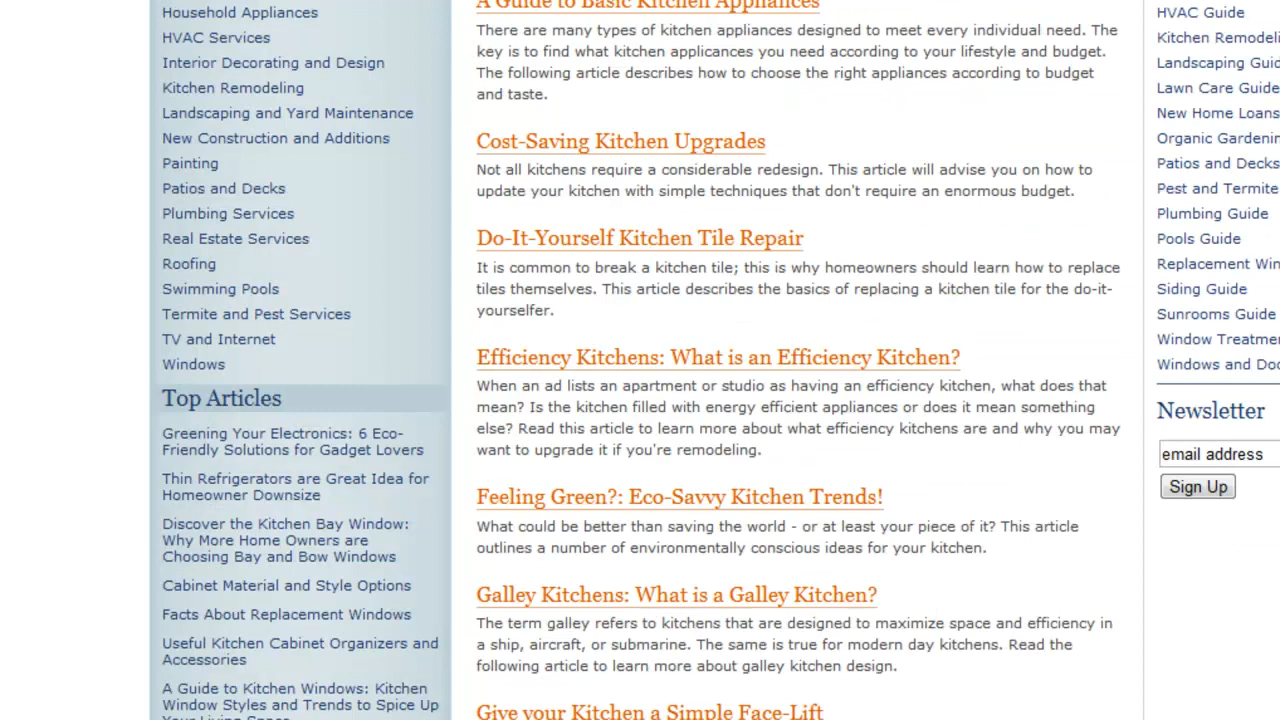 Household Appliances
HVAC Services
Interior Decorating and Design
Kitchen Remodeling
Landscaping and Yard Maintenance
New Construction and Additions
Painting
Patios and Decks
Plumbing Services
Real Estate Services
Roofing
Swimming Pools
Termite and Pest Services
TV and Internet
Windows
Top Articles
Greening Your Electronics: 6 Eco-
Friendly Solutions for Gadget Lovers
Thin Refrigerators are Great Idea for
Homeowner Downsize
Discover the Kitchen Bay Window:
Why More Home Owners are
Choosing Bay and Bow Windows
Cabinet Material and Style Options
Facts About Replacement Windows
Useful Kitchen Cabinet Organizers and
Accessories
A Guide to Kitchen Windows: Kitchen
Window Styles and Trends to Spice Up
Your Living Space
A Guide to Basic Kitchen Appliances
There are many types of kitchen appliances designed to meet every individual need. The
key is to find what kitchen applicances you need according to your lifestyle and budget.
The following article describes how to choose the right appliances according to budget
and taste.
Cost-Saving Kitchen Upgrades
Not all kitchens require a considerable redesign. This article will advise you on how to
update your kitchen with simple techniques that don't require an enormous budget.
Do-It-Yourself Kitchen Tile Repair
It is common to break a kitchen tile; this is why homeowners should learn how to replace
tiles themselves. This article describes the basics of replacing a kitchen tile for the do-it-
yourselfer.
Efficiency Kitchens: What is an Efficiency Kitchen?
When an ad lists an apartment or studio as having an efficiency kitchen, what does that
mean? Is the kitchen filled with energy efficient appliances or does it mean something
else? Read this article to learn more about what efficiency kitchens are and why you may
want to upgrade it if you're remodeling.
Feeling Green?: Eco-Savvy Kitchen Trends!
What could be better than saving the world - or at least your piece of it? This article
outlines a number of environmentally conscious ideas for your kitchen.
Galley Kitchens: What is a Galley Kitchen?
The term galley refers to kitchens that are designed to maximize space and efficiency in
a ship, aircraft, or submarine. The same is true for modern day kitchens. Read the
following article to learn more about galley kitchen design.
Give your Kitchen a Simple Face-Lift
HVAC Guide
Kitchen Remodeli
Landscaping Guid
Lawn Care Guide
New Home Loans
Organic Gardenin
Patios and Decks
Pest and Termite
Plumbing Guide
Pools Guide
Replacement Win
Siding Guide
Sunrooms Guide
Window Treatme
Windows and Doo
Newsletter
email address
Sign Up